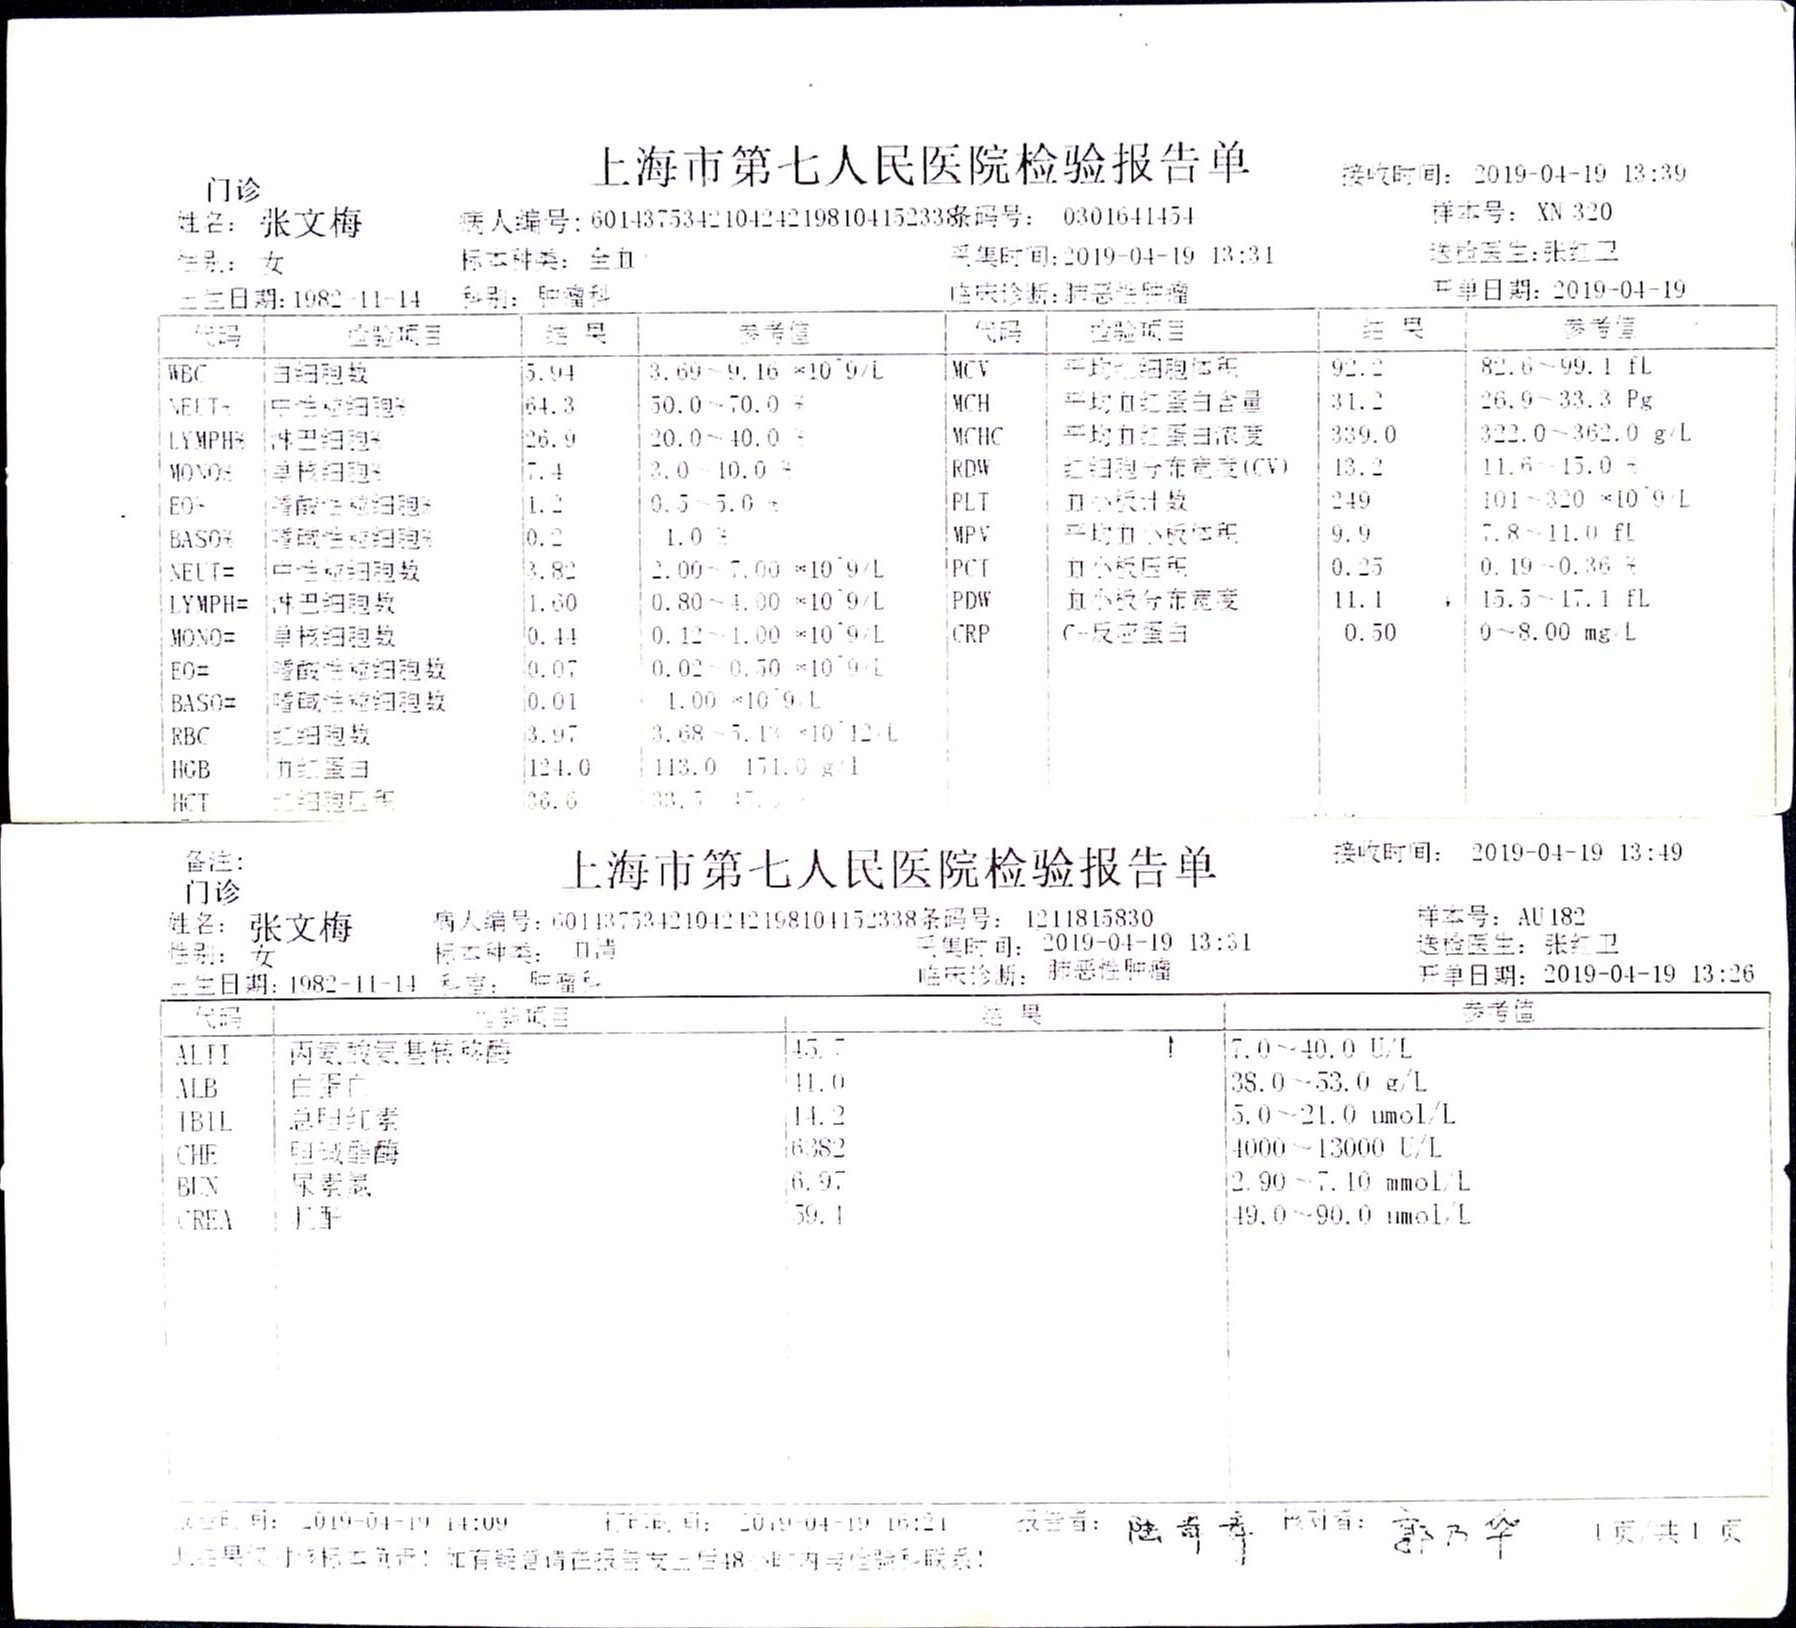 上海市第七人民医院检验报告单
接收时间: 2019-04-19 13:39
门诊
姓名: 张文梅 病人编号: 6014375342104242198104152338 条码号: 0301641454 样本号: XN 320
性别: 女 标本种类: 全血 采集时间: 2019-04-19 13:31 送检医生: 张红卫
出生日期: 1982-11-14 科别: 肿瘤科 临床诊断: 肺恶性肿瘤 开单日期: 2019-04-19
代码 检验项目 结果 参考值 代码 检验项目 结果 参考值
WBC 白细胞数 5.94 3.69~9.16 *10^9/L MCV 平均红细胞体积 92.2 82.6~99.1 fL
NEUT% 中性粒细胞% 64.3 50.0~70.0 % MCH 平均血红蛋白含量 31.2 26.9~33.3 Pg
LYMPH% 淋巴细胞% 26.9 20.0~40.0 % MCHC 平均血红蛋白浓度 339.0 322.0~362.0 g/L
MONO% 单核细胞% 7.4 3.0~10.0 % RDW 红细胞分布宽度(CV) 13.2 11.6~15.0 %
EO% 嗜酸性粒细胞% 1.2 0.5~5.0 % PLT 血小板计数 249 101~320 *10^9/L
BASO% 嗜碱性粒细胞% 0.2 1.0 % MPV 平均血小板体积 9.9 7.8~11.0 fL
NEUT# 中性粒细胞数 3.82 2.00~7.00 *10^9/L PCT 血小板压积 0.25 0.19~0.36 %
LYMPH# 淋巴细胞数 1.60 0.80~4.00 *10^9/L PDW 血小板分布宽度 11.1 15.5~17.1 fL
MONO# 单核细胞数 0.44 0.12~1.00 *10^9/L CRP C-反应蛋白 0.50 0~8.00 mg/L
EO# 嗜酸性粒细胞数 0.07 0.02~0.50 *10^9/L
BASO# 嗜碱性粒细胞数 0.01 1.00 *10^9/L
RBC 红细胞数 3.97 3.68~5.13 *10^12/L
HGB 血红蛋白 124.0 113.0~151.0 g/l
HCT 红细胞压积 36.6
备注:
上海市第七人民医院检验报告单
接收时间: 2019-04-19 13:49
门诊
姓名: 张文梅 病人编号: 6014375342104242198104152338 条码号: 1211815830 样本号: AU182
性别: 女 标本种类: 血清 采集时间: 2019-04-19 13:31 送检医生: 张红卫
出生日期: 1982-11-14 科室: 肿瘤科 临床诊断: 肺恶性肿瘤 开单日期: 2019-04-19 13:26
代码 检验项目 结果 参考值
丙氨酸氨基转移酶 45.7 ↑ 7.0~40.0 U/L
ALB 白蛋白 41.0 38.0~53.0 g/L
TBIL 总胆红素 14.2 5.0~21.0 umol/L
CHE 胆碱酯酶 6382 4000~13000 U/L
BUN 尿素氮 6.97 2.90~7.10 mmol/L
CREA 肌酐 59.4 49.0~90.0 umol/L
报告时间: 2019-04-19 14:09 打印时间: 2019-04-19 16:21 报告者: 核对者: 郭乃华 1页/共1页
如有疑意请在报告发出后48小时内与检验科联系!